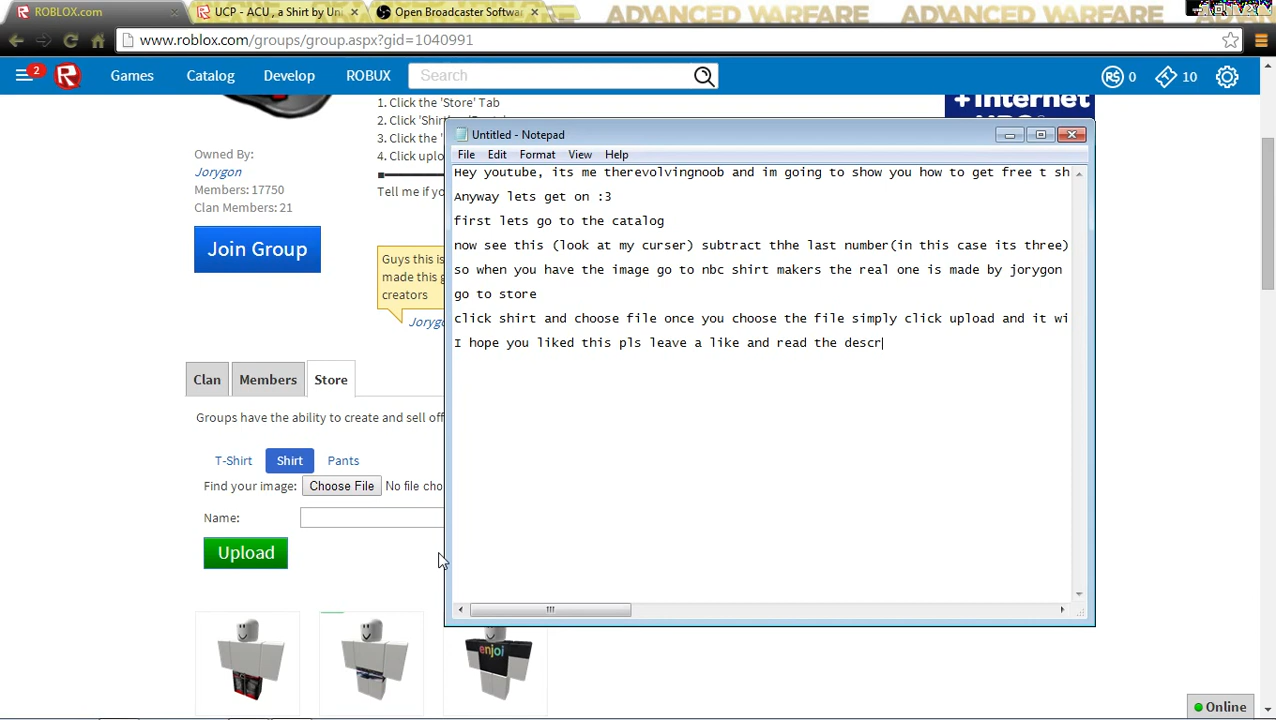 ROBLOX.com
UCP - ACU , a Shirt by Un
Open Broadcaster Softwar
ADVANCED WARFARE
ADVANCED WARFARE
www.roblox.com/groups/group.aspx?gid=1040991
2
Games
Catalog
Develop
ROBUX
Search
R$ 0
10
+Internet
1. Click the 'Store' Tab
2. Click 'Shirt
3. Click the '
4. Click uplo
Tell me if yo
Owned By:
Jorygon
Members: 17750
Clan Members: 21
Join Group
Guys this is
made this g
creators
Jorygo
Clan
Members
Store
Groups have the ability to create and sell off
T-Shirt
Shirt
Pants
Find your image:
Choose File
No file cho
Name:
Upload
enjoi
Untitled - Notepad
File
Edit
Format
View
Help
Hey youtube, its me therevolvingnoob and im going to show you how to get free t sh
Anyway lets get on :3
first lets go to the catalog
now see this (look at my curser) subtract thhe last number(in this case its three)
so when you have the image go to nbc shirt makers the real one is made by jorygon
go to store
click shirt and choose file once you choose the file simply click upload and it wi
I hope you liked this pls leave a like and read the descr
Online